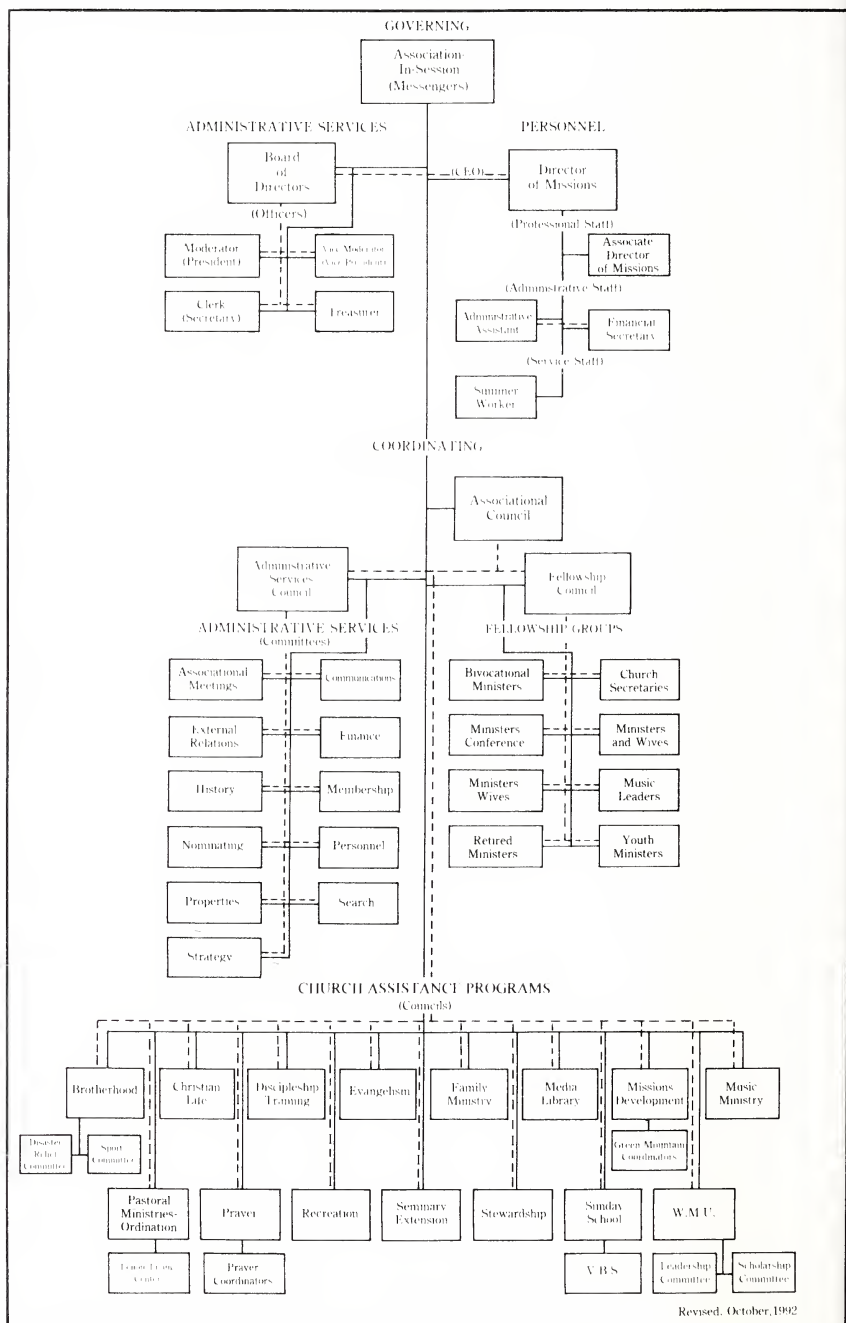 GOVERNING
Association-
In-Session
(Messengers)
ADMINISTRATIVE SERVICES
PERSONNEL
Board
of
Directors
(CEO)
Director
of Missions
(Officers)
(Professional Staff)
Moderator
(President)
Vice Moderator
(Vice President)
Associate
Director
of Missions
(Administrative Staff)
Clerk
(Secretary)
Treasurer
Administrative
Assistant
Financial
Secretary
(Service Staff)
Summer
Worker
COORDINATING
Associational
Council
Administrative
Services
Council
Fellowship
Council
ADMINISTRATIVE SERVICES
(Committees)
FELLOWSHIP GROUPS
Associational
Meetings
Communications
Bivocational
Ministers
Church
Secretaries
External
Relations
Finance
Ministers
Conference
Ministers
and Wives
History
Membership
Ministers
Wives
Music
Leaders
Nominating
Personnel
Retired
Ministers
Youth
Ministers
Properties
Search
Strategy
CHURCH ASSISTANCE PROGRAMS
(Councils)
Brotherhood
Christian
Life
Discipleship
Training
Evangelism
Family
Ministry
Media
Library
Missions
Development
Music
Ministry
Disaster
Relief
Committee
Sport
Committee
Green Mountain
Coordinators
Pastoral
Ministries-
Ordination
Prayer
Recreation
Seminary
Extension
Stewardship
Sunday
School
W.M.U.
Center
Prayer
Coordinators
V.B.S.
Leadership
Committee
Scholarship
Committee
Revised, October, 1992